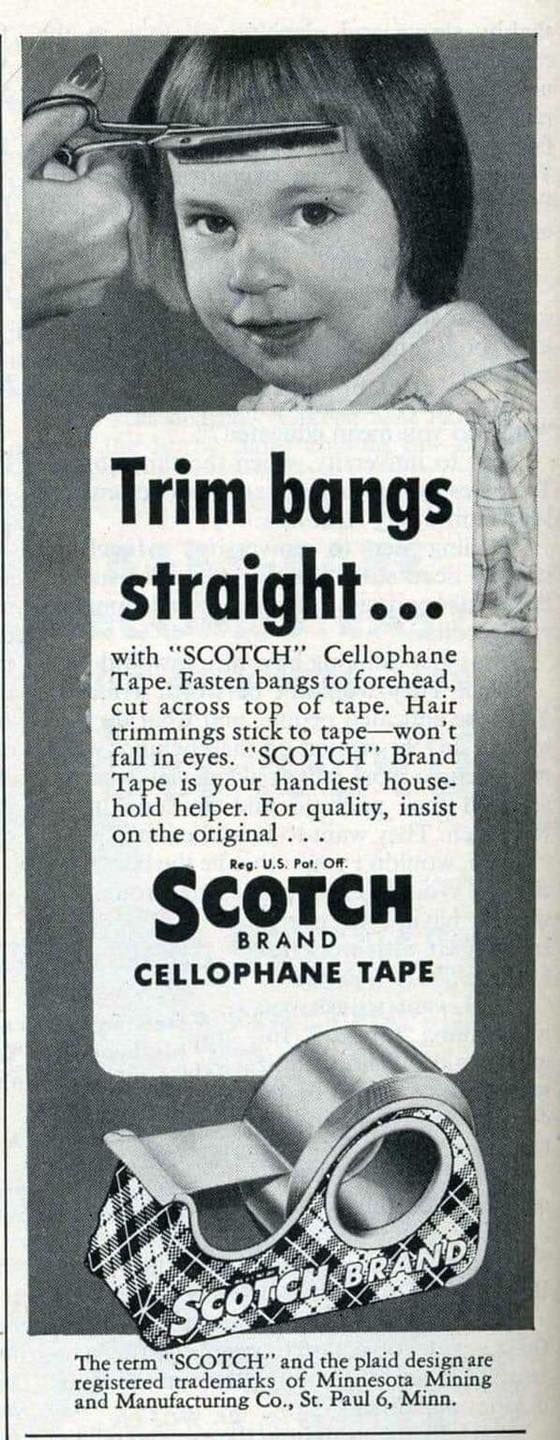 Trim bangs
straight...
with "SCOTCH" Cellophane
Tape. Fasten bangs to forehead,
cut across top of tape. Hair
trimmings stick to tape—won't
fall in eyes. "SCOTCH" Brand
Tape is your handiest house-
hold helper. For quality, insist
on the original . . .
Reg. U.S. Pat. Off.
SCOTCH
BRAND
CELLOPHANE TAPE
SCOTCH BRAND
The term "SCOTCH" and the plaid design are
registered trademarks of Minnesota Mining
and Manufacturing Co., St. Paul 6, Minn.